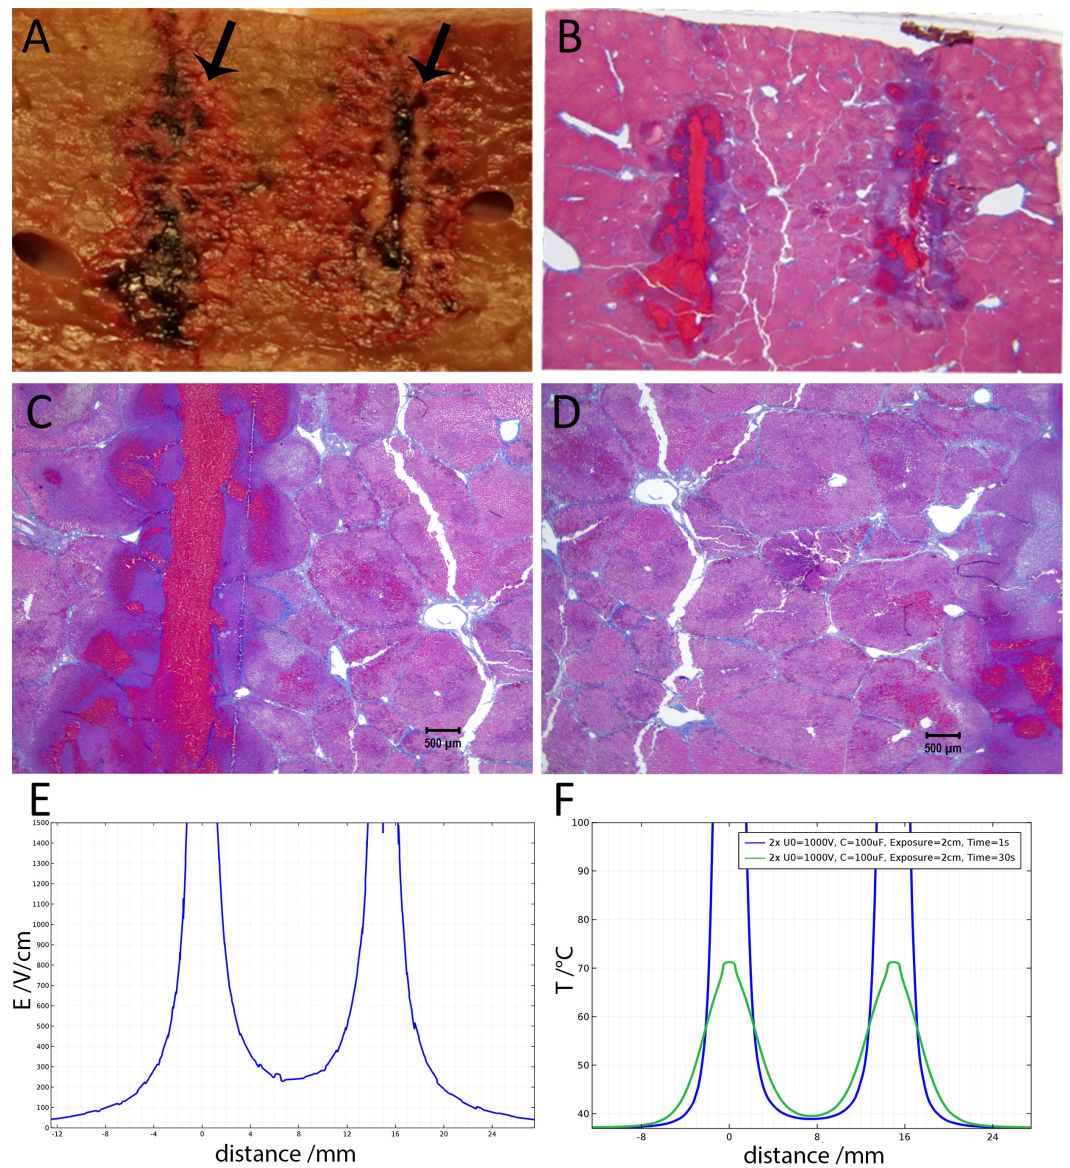 A
B
C
500 µm
D
500 µm
E
1500
1400
1300
1200
1100
1000
900
800
700
600
500
400
300
200
100
0
E /V/cm
-12
-8
-4
0
4
8
12
16
20
24
distance /mm
F
100
90
80
70
60
50
40
T /°C
2x U0=1000V, C=100uF, Exposure=2cm, Time=1s
2x U0=1000V, C=100uF, Exposure=2cm, Time=30s
-8
0
8
16
24
distance /mm